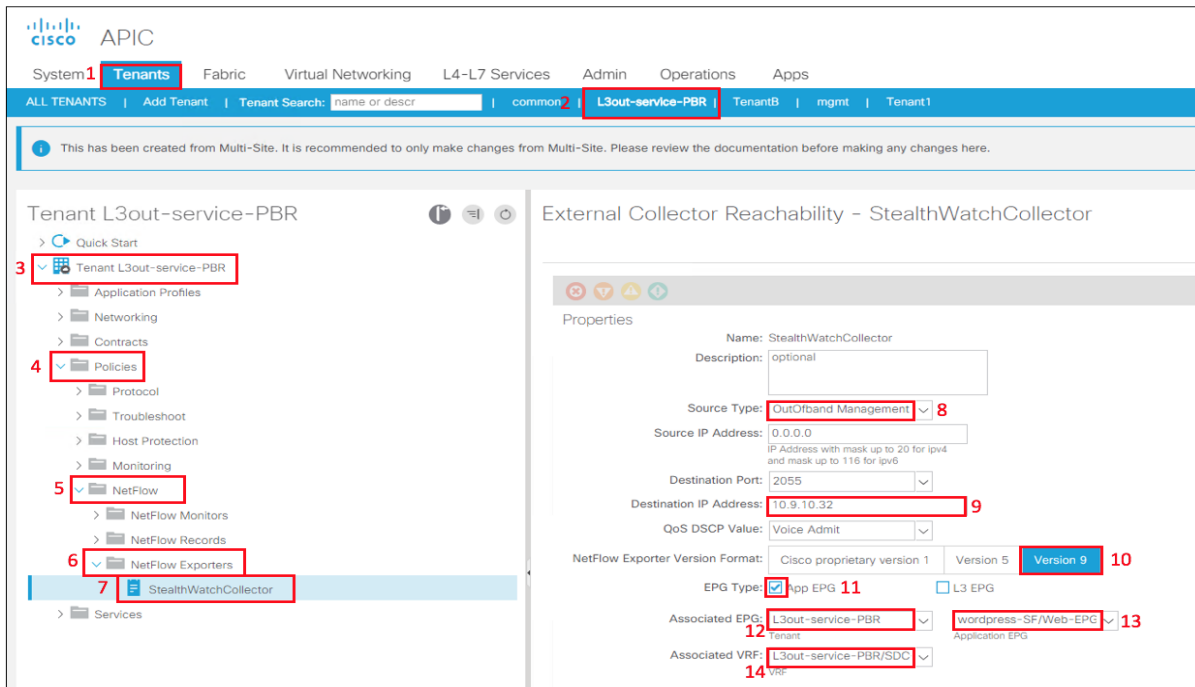 CISCO APIC
System 1 Tenants Fabric Virtual Networking L4-L7 Services Admin Operations Apps
ALL TENANTS | Add Tenant | Tenant Search: name or descr | common 2 | L3out-service-PBR | TenantB | mgmt | Tenant1
i This has been created from Multi-Site. It is recommended to only make changes from Multi-Site. Please review the documentation before making any changes here.
Tenant L3out-service-PBR
Quick Start
3 Tenant L3out-service-PBR
Application Profiles
Networking
Contracts
4 Policies
Protocol
Troubleshoot
Host Protection
Monitoring
5 NetFlow
NetFlow Monitors
NetFlow Records
6 NetFlow Exporters
7 StealthWatchCollector
Services
External Collector Reachability - StealthWatchCollector
Properties
Name: StealthWatchCollector
Description: optional
Source Type: OutOfband Management 8
Source IP Address: 0.0.0.0
IP Address with mask up to 20 for ipv4
and mask up to 116 for ipv6
Destination Port: 2055
Destination IP Address: 10.9.10.32 9
QoS DSCP Value: Voice Admit
NetFlow Exporter Version Format: Cisco proprietary version 1 Version 5 Version 9 10
EPG Type: App EPG 11 L3 EPG
Associated EPG: L3out-service-PBR wordpress-SF/Web-EPG 13
12 Tenant Application EPG
Associated VRF: L3out-service-PBR/SDC
14 VRF